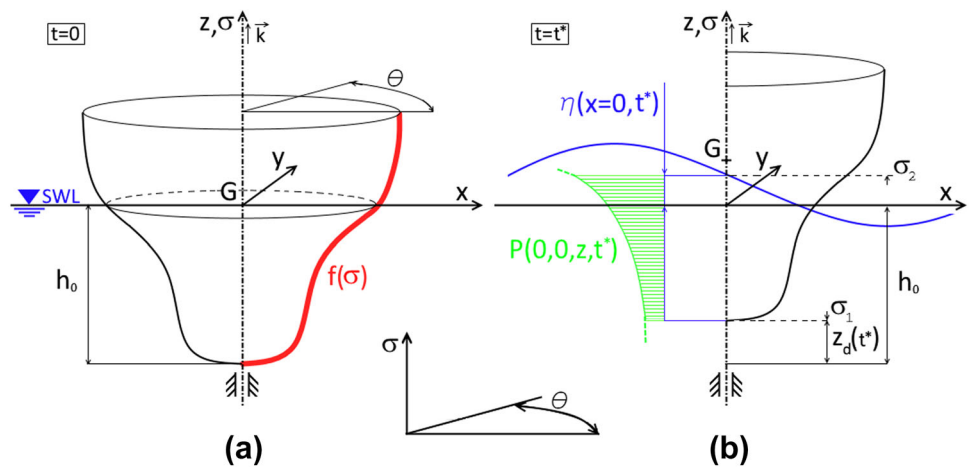 t=0
z,σ
k
θ
y
G
SWL
x
h₀
f(σ)
(a)
σ
θ
t=t*
z,σ
k
η(x=0,t*)
G
y
σ₂
x
P(0,0,z,t*)
h₀
σ₁
z_d(t*)
(b)